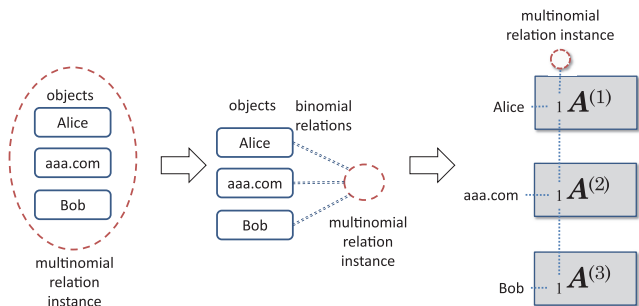 objects
Alice
aaa.com
Bob
multinomial
relation
instance
objects
binomial
relations
Alice
aaa.com
Bob
multinomial
relation
instance
multinomial
relation instance
Alice 1 A(1)
aaa.com 1 A(2)
Bob 1 A(3)